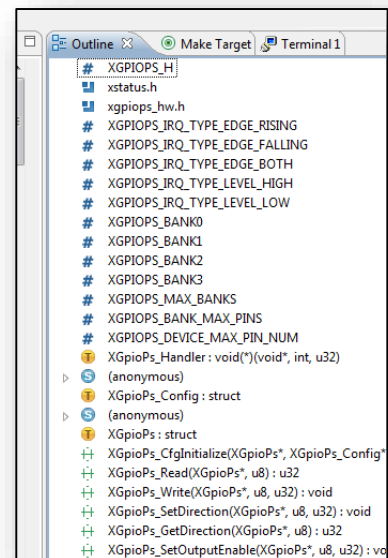 Outline Make Target Terminal 1
# XGPIOPS_H
xstatus.h
xgpiops_hw.h
# XGPIOPS_IRQ_TYPE_EDGE_RISING
# XGPIOPS_IRQ_TYPE_EDGE_FALLING
# XGPIOPS_IRQ_TYPE_EDGE_BOTH
# XGPIOPS_IRQ_TYPE_LEVEL_HIGH
# XGPIOPS_IRQ_TYPE_LEVEL_LOW
# XGPIOPS_BANK0
# XGPIOPS_BANK1
# XGPIOPS_BANK2
# XGPIOPS_BANK3
# XGPIOPS_MAX_BANKS
# XGPIOPS_BANK_MAX_PINS
# XGPIOPS_DEVICE_MAX_PIN_NUM
T XGpioPs_Handler : void(*)(void*, int, u32)
S (anonymous)
T XGpioPs_Config : struct
S (anonymous)
T XGpioPs : struct
XGpioPs_CfgInitialize(XGpioPs*, XGpioPs_Config*
XGpioPs_Read(XGpioPs*, u8) : u32
XGpioPs_Write(XGpioPs*, u8, u32) : void
XGpioPs_SetDirection(XGpioPs*, u8, u32) : void
XGpioPs_GetDirection(XGpioPs*, u8) : u32
XGpioPs_SetOutputEnable(XGpioPs*, u8, u32) : vo